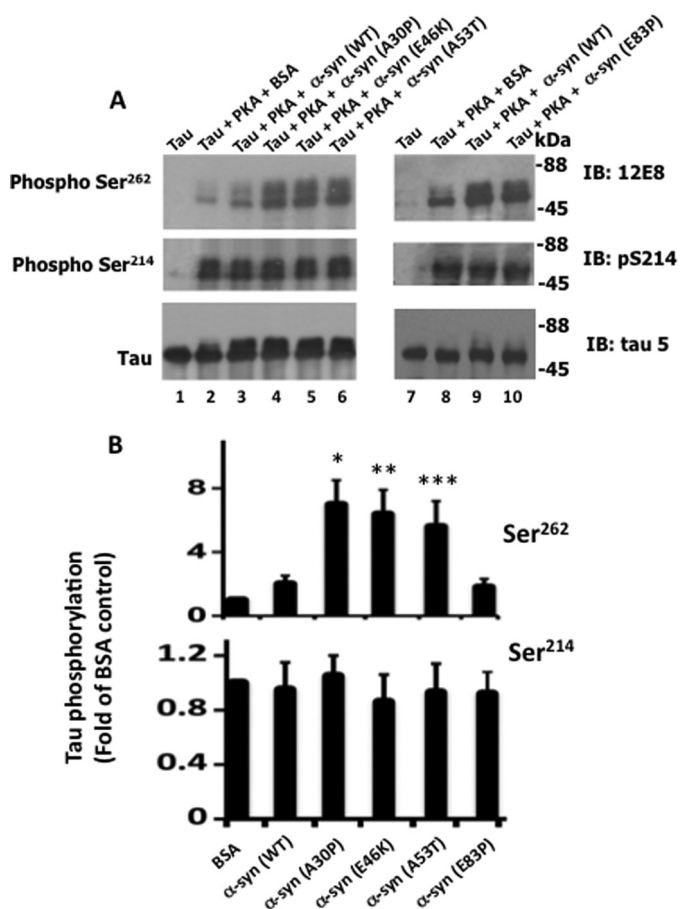 A
Tau
Tau + PKA + BSA
Tau + PKA + α-syn (WT)
Tau + PKA + α-syn (A30P)
Tau + PKA + α-syn (E46K)
Tau + PKA + α-syn (A53T)
Tau
Tau + PKA + BSA
Tau + PKA + α-syn (WT)
Tau + PKA + α-syn (E83P)
kDa
Phospho Ser²⁶²
-88
-45
IB: 12E8
Phospho Ser²¹⁴
-88
-45
IB: pS214
Tau
-88
-45
IB: tau 5
1 2 3 4 5 6 7 8 9 10
B
Tau phosphorylation
(Fold of BSA control)
8
4
0
* ** ***
Ser²⁶²
1.2
0.8
0.4
0
Ser²¹⁴
BSA
α-syn (WT)
α-syn (A30P)
α-syn (E46K)
α-syn (A53T)
α-syn (E83P)